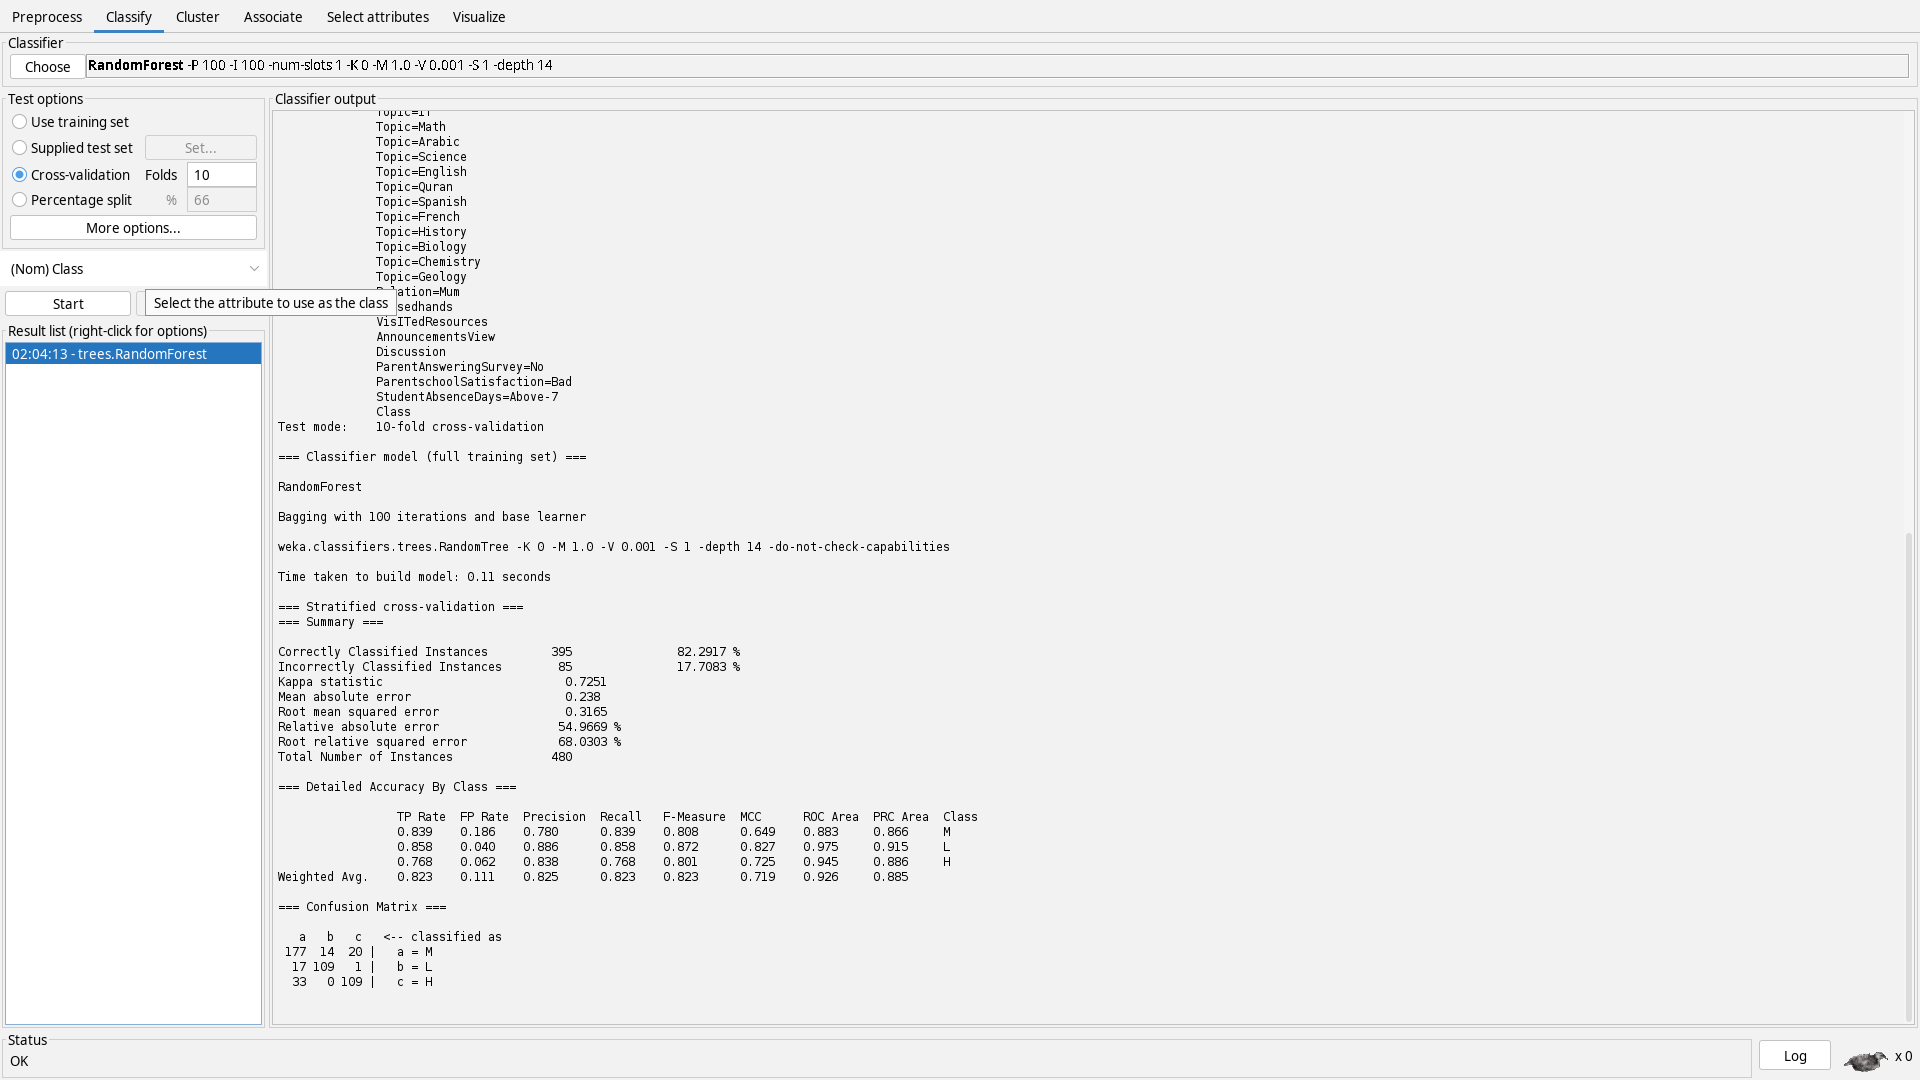 Preprocess Classify Cluster Associate Select attributes Visualize
Classifier
Choose RandomForest -P 100 -I 100 -num-slots 1 -K 0 -M 1.0 -V 0.001 -S 1 -depth 14
Test options
Use training set
Supplied test set Set...
Cross-validation Folds 10
Percentage split % 66
More options...
(Nom) Class
Start
Select the attribute to use as the class
Result list (right-click for options)
02:04:13 - trees.RandomForest
Classifier output
Topic=IT
Topic=Math
Topic=Arabic
Topic=Science
Topic=English
Topic=Quran
Topic=Spanish
Topic=French
Topic=History
Topic=Biology
Topic=Chemistry
Topic=Geology
ation=Mum
sedhands
VisITedResources
AnnouncementsView
Discussion
ParentAnsweringSurvey=No
ParentschoolSatisfaction=Bad
StudentAbsenceDays=Above-7
Class
Test mode: 10-fold cross-validation
=== Classifier model (full training set) ===
RandomForest
Bagging with 100 iterations and base learner
weka.classifiers.trees.RandomTree -K 0 -M 1.0 -V 0.001 -S 1 -depth 14 -do-not-check-capabilities
Time taken to build model: 0.11 seconds
=== Stratified cross-validation ===
=== Summary ===
Correctly Classified Instances 395 82.2917 %
Incorrectly Classified Instances 85 17.7083 %
Kappa statistic 0.7251
Mean absolute error 0.238
Root mean squared error 0.3165
Relative absolute error 54.9669 %
Root relative squared error 68.0303 %
Total Number of Instances 480
=== Detailed Accuracy By Class ===
TP Rate FP Rate Precision Recall F-Measure MCC ROC Area PRC Area Class
0.839 0.186 0.780 0.839 0.808 0.649 0.883 0.866 M
0.858 0.040 0.886 0.858 0.872 0.827 0.975 0.915 L
0.768 0.062 0.838 0.768 0.801 0.725 0.945 0.886 H
Weighted Avg. 0.823 0.111 0.825 0.823 0.823 0.719 0.926 0.885
=== Confusion Matrix ===
a b c <-- classified as
177 14 20 | a = M
17 109 1 | b = L
33 0 109 | c = H
Status
OK
Log
x 0